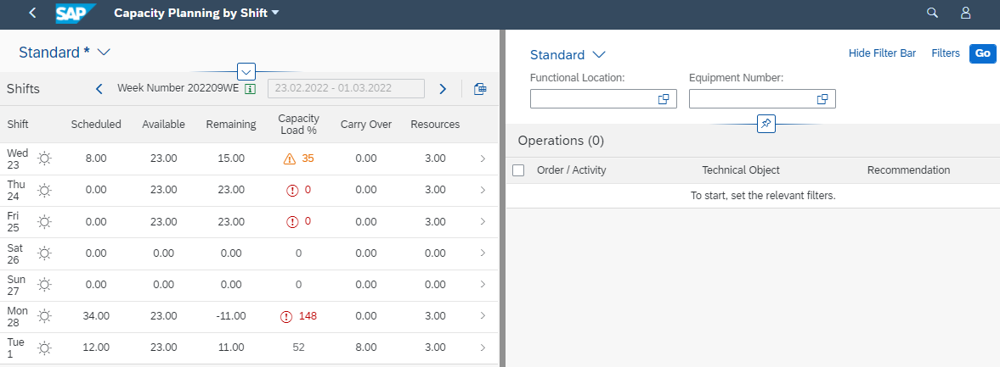 SAP Capacity Planning by Shift
Standard *
Shifts Week Number 202209WE 23.02.2022 - 01.03.2022
Shift Scheduled Available Remaining Capacity Load % Carry Over Resources
Wed 23 8.00 23.00 15.00 35 0.00 3.00
Thu 24 0.00 23.00 23.00 0 0.00 3.00
Fri 25 0.00 23.00 23.00 0 0.00 3.00
Sat 26 0.00 0.00 0.00 0 0.00 0.00
Sun 27 0.00 0.00 0.00 0 0.00 0.00
Mon 28 34.00 23.00 -11.00 148 0.00 3.00
Tue 1 12.00 23.00 11.00 52 8.00 3.00
Standard Hide Filter Bar Filters Go
Functional Location: Equipment Number:
Operations (0)
Order / Activity Technical Object Recommendation
To start, set the relevant filters.